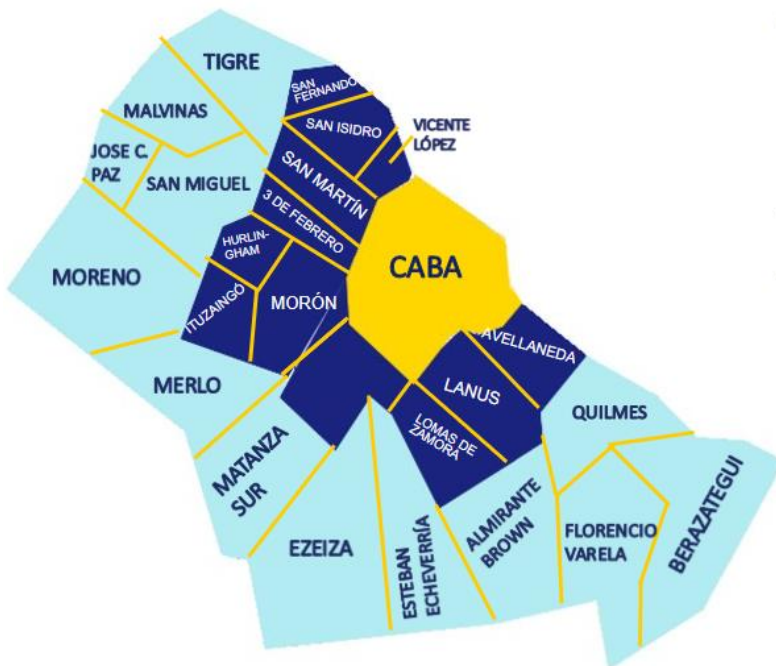 TIGRE
SAN
FERNANDO
MALVINAS
SAN ISIDRO
VICENTE
LÓPEZ
JOSE C.
PAZ
SAN MIGUEL
SAN MARTÍN
3 DE FEBRERO
HURLIN-
GHAM
CABA
MORENO
ITUZAINGÓ
MORÓN
AVELLANEDA
MERLO
LANUS
QUILMES
LOMAS DE
ZAMORA
MATANZA
SUR
EZEIZA
ESTEBAN
ECHEVERRÍA
ALMIRANTE
BROWN
FLORENCIO
VARELA
BERAZATEGUI